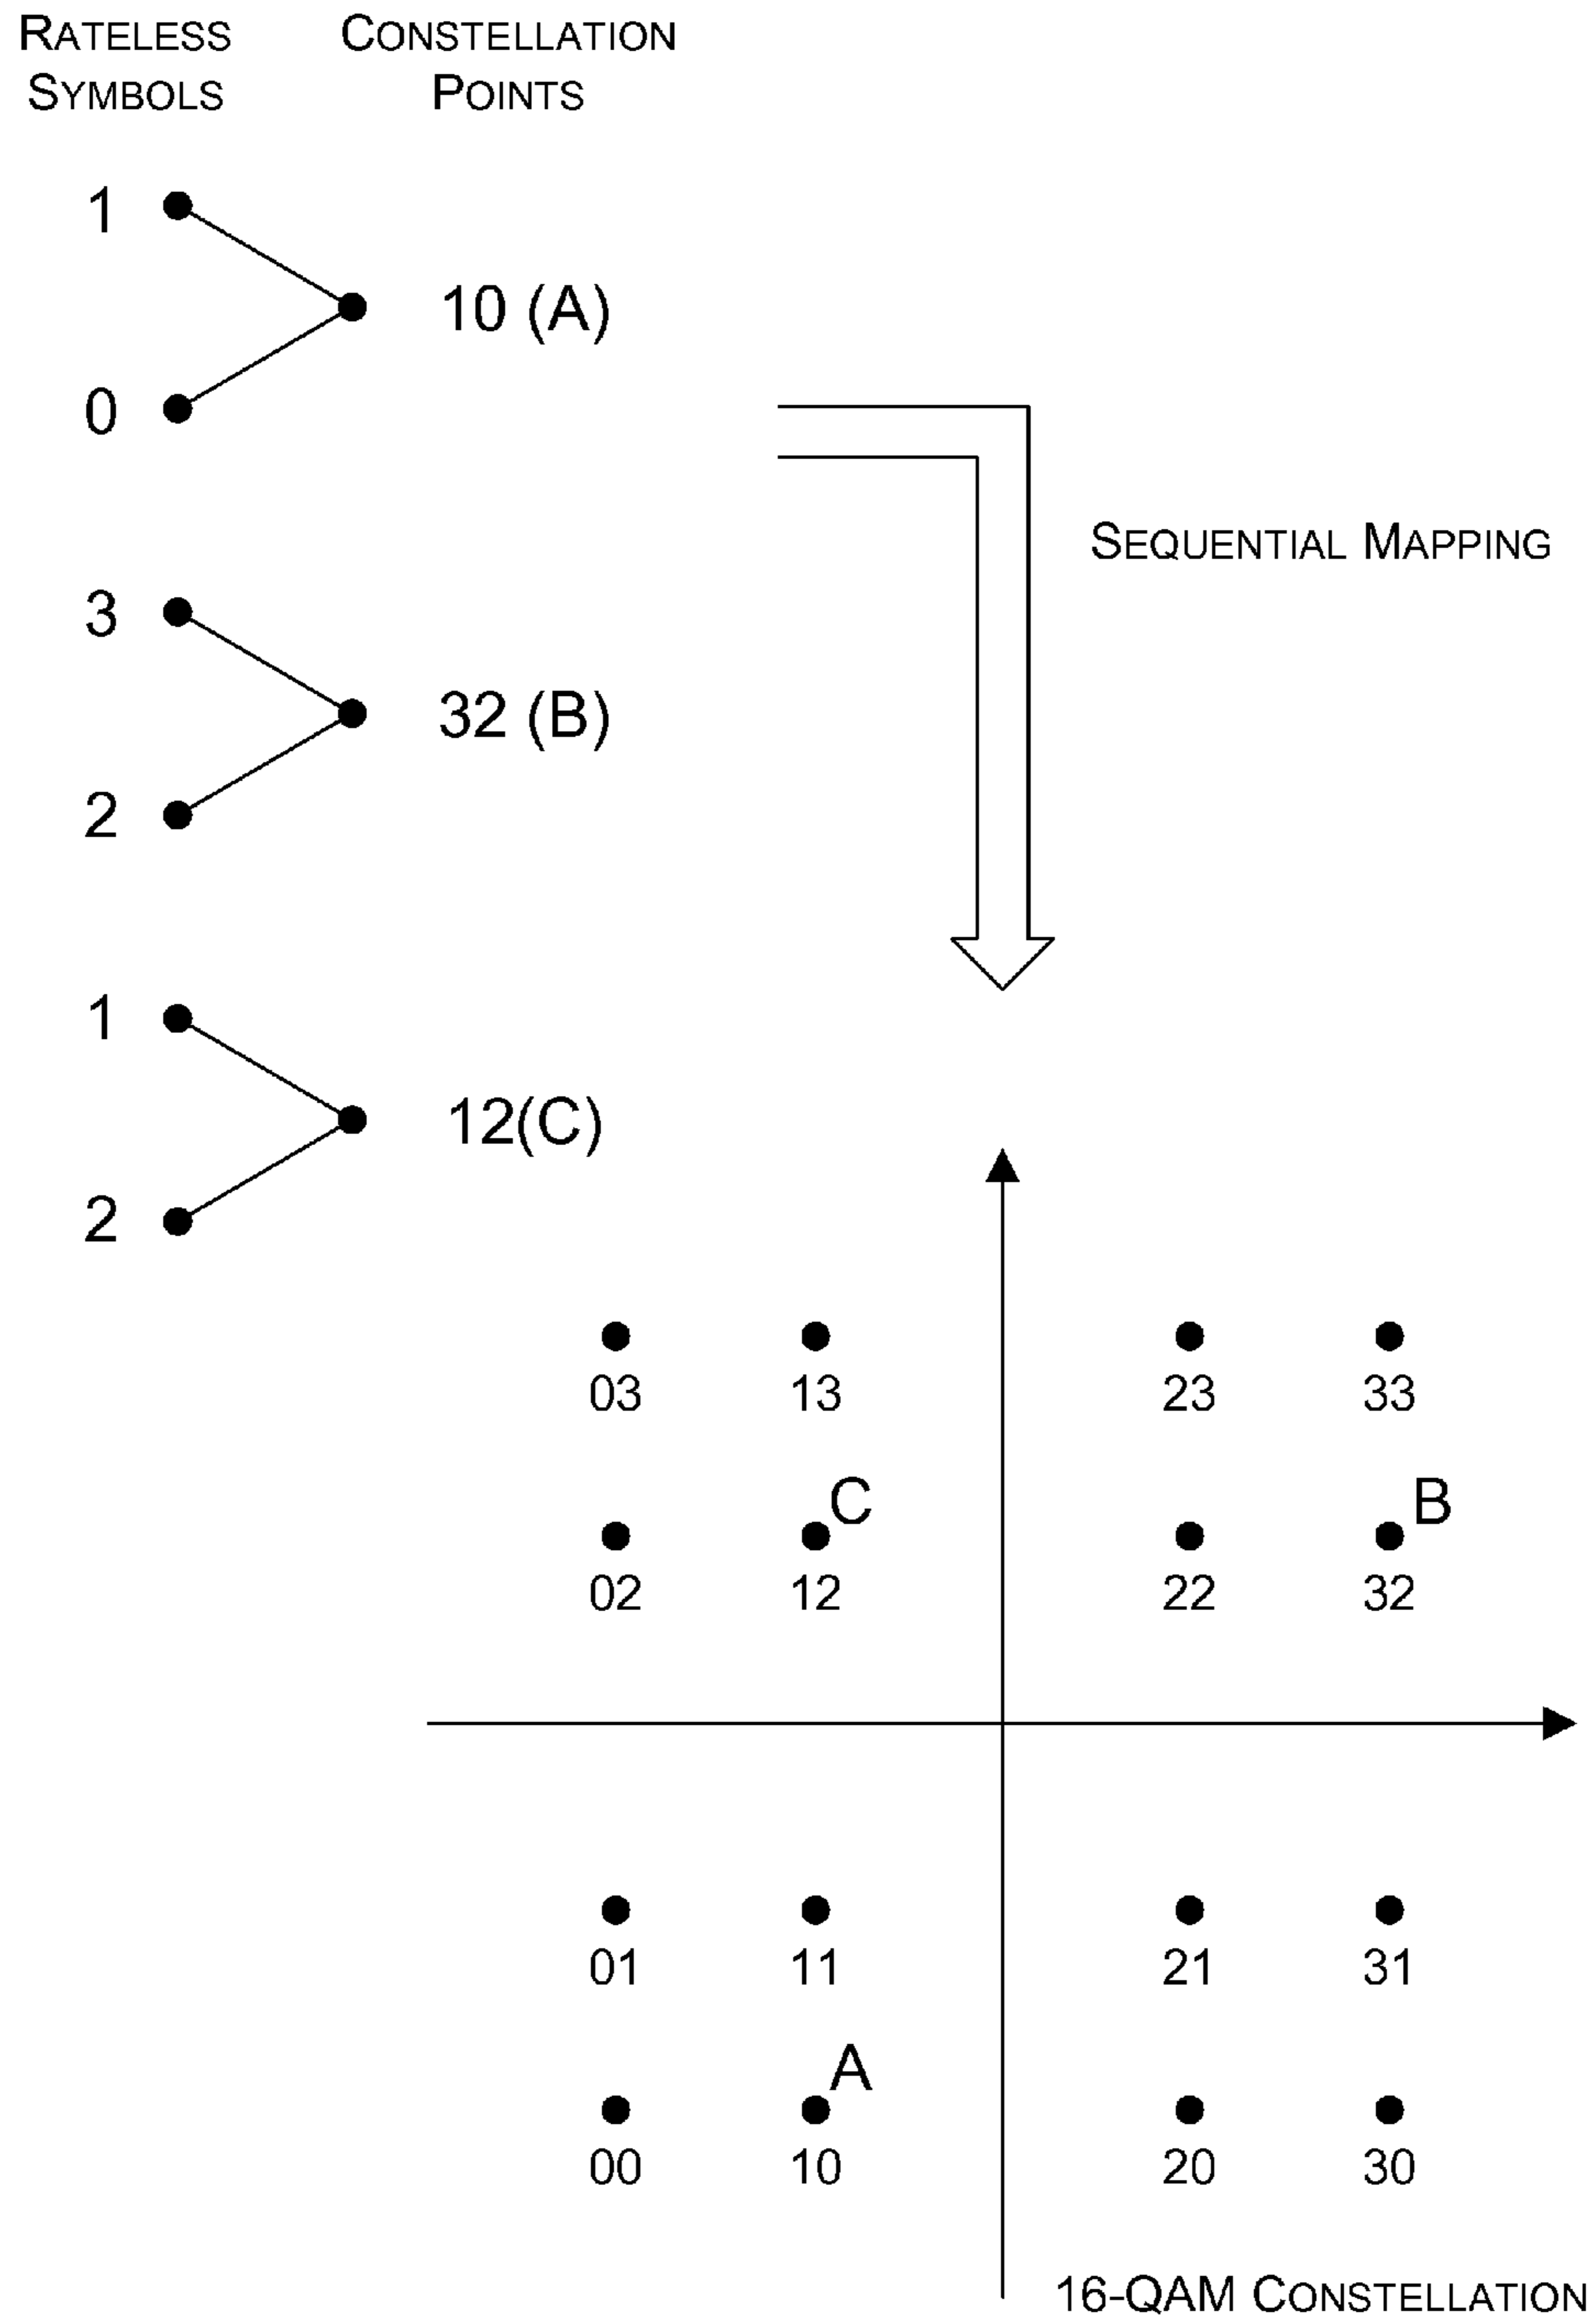 RATELESS SYMBOLS
CONSTELLATION POINTS
1
10 (A)
0
SEQUENTIAL MAPPING
3
32 (B)
2
1
12(C)
2
03 13 23 33
C B
02 12 22 32
01 11 21 31
A
00 10 20 30
16-QAM CONSTELLATION